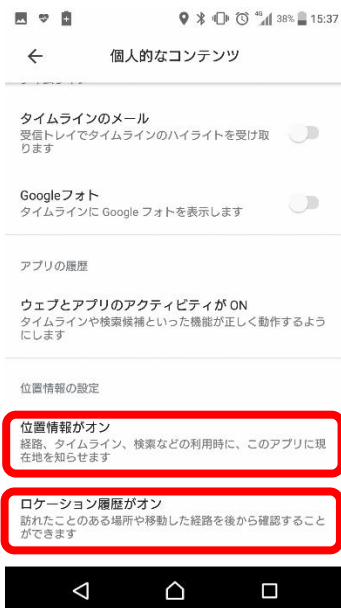 4G 38% 15:37
個人的なコンテンツ
タイムラインのメール
受信トレイでタイムラインのハイライトを受け取
ります
Googleフォト
タイムラインに Google フォトを表示します
アプリの履歴
ウェブとアプリのアクティビティが ON
タイムラインや検索候補といった機能が正しく動作するよう
にします
位置情報の設定
位置情報がオン
経路、タイムライン、検索などの利用時に、このアプリに現
在地を知らせます
ロケーション履歴がオン
訪れたことのある場所や移動した経路を後から確認すること
ができます